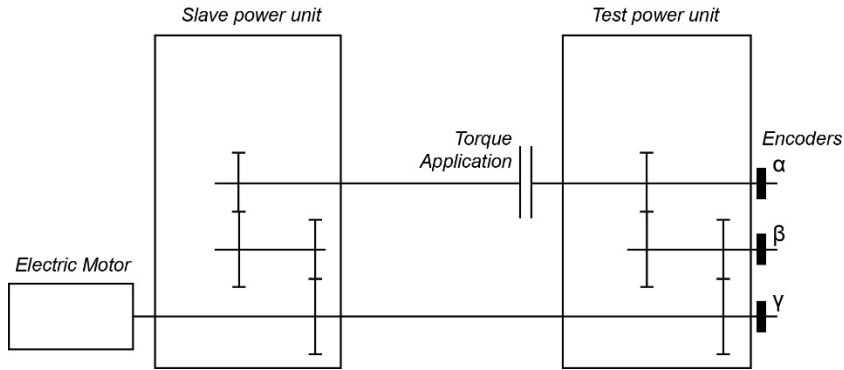 Slave power unit
Test power unit
Torque
Application
Encoders
α
β
Electric Motor
γ